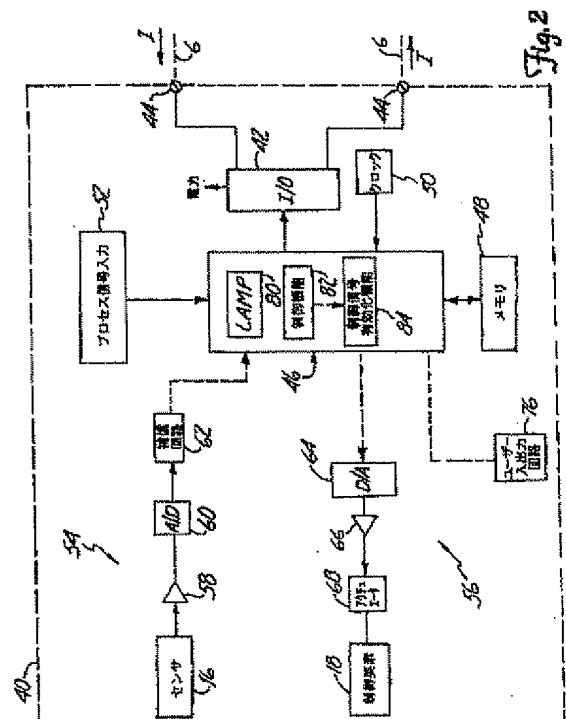 40
54
センサ
16
58
A/D
60
補償
回路
62
プロセス信号入力
52
46
LAMP
80
制御機能
82
制御信号
有効化機能
84
電力
I/O
42
44
I
6
44
6
I
クロック
50
メモリ
48
ユーザー
入出力
回路
76
D/A
64
66
アクチュ
エータ
18
制御要素
56
Fig.2